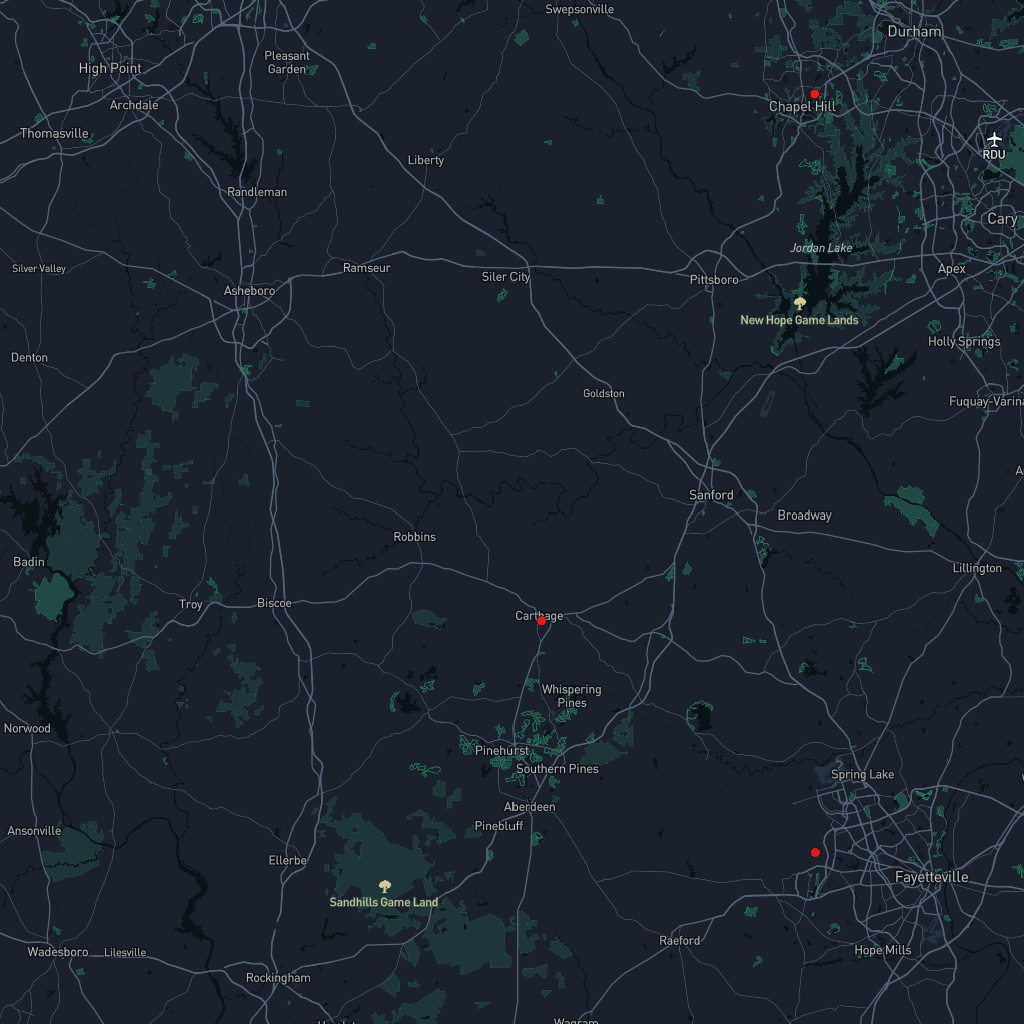 Swepsonville
Durham
Pleasant
Garden
High Point
Archdale
Chapel Hill
Thomasville
RDU
Liberty
Randleman
Cary
Jordan Lake
Silver Valley
Ramseur
Siler City
Pittsboro
Apex
Asheboro
New Hope Game Lands
Holly Springs
Denton
Goldston
Fuquay-Varina
Sanford
Broadway
Robbins
Badin
Lillington
Troy
Biscoe
Carthage
Whispering
Pines
Norwood
Pinehurst
Southern Pines
Spring Lake
Aberdeen
Pinebluff
Ansonville
Ellerbe
Fayetteville
Sandhills Game Land
Raeford
Hope Mills
Wadesboro
Lilesville
Rockingham
Wagram